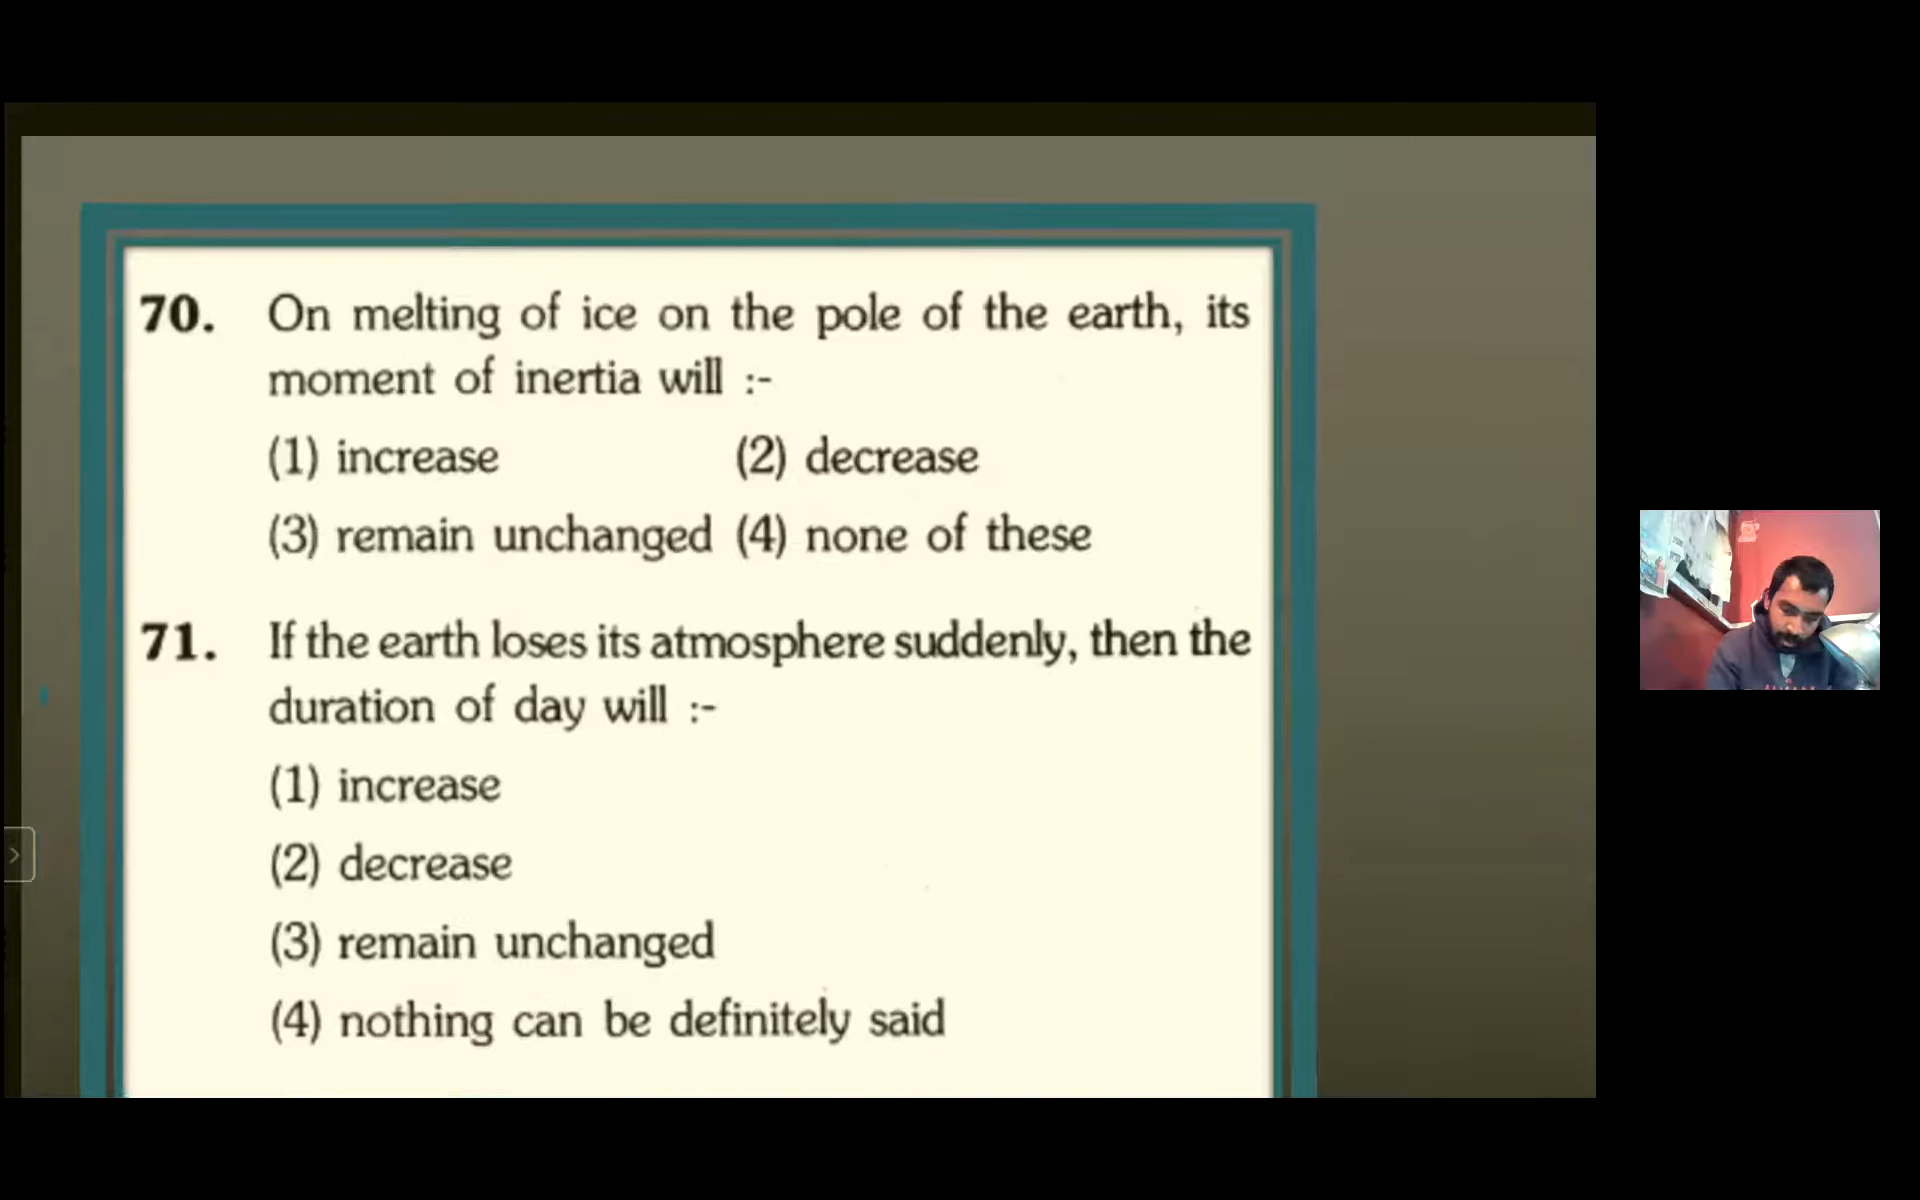 70. On melting of ice on the pole of the earth, its
moment of inertia will :-
(1) increase (2) decrease
(3) remain unchanged (4) none of these
71. If the earth loses its atmosphere suddenly, then the
duration of day will :-
(1) increase
(2) decrease
(3) remain unchanged
(4) nothing can be definitely said